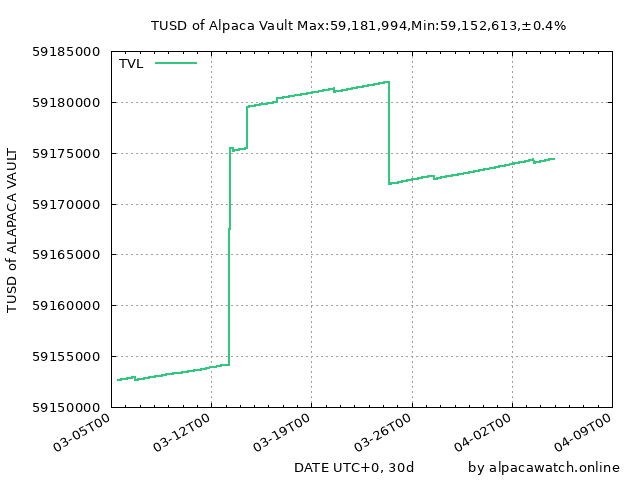 TUSD of Alpaca Vault Max:59,181,994,Min:59,152,613,±0.4%
TVL
59185000
59180000
59175000
59170000
59165000
59160000
59155000
59150000
TUSD of ALAPACA VAULT
03-05T00
03-12T00
03-19T00
03-26T00
04-02T00
04-09T00
DATE UTC+0, 30d
by alpacawatch.online